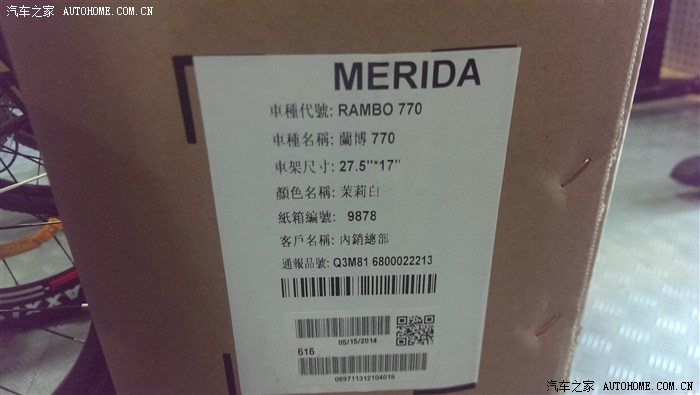 汽车之家 AUTOHOME.COM.CN
MERIDA
車種代號: RAMBO 770
車種名稱: 蘭博 770
車架尺寸: 27.5"*17"
顏色名稱: 茉莉白
紙箱編號: 9878
客戶名稱: 內銷總部
通報品號: Q3M81 6800022213
05/15/2014
616
069711312104016
汽车之家 AUTOHOME.COM.CN